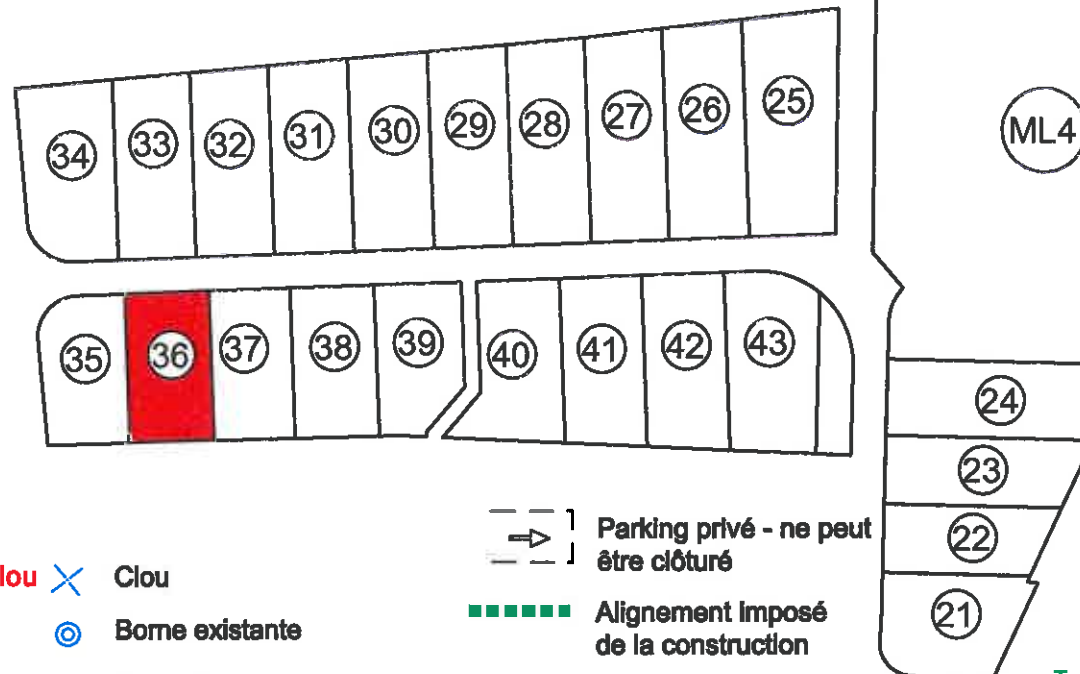 34 33 32 31 30 29 28 27 26 25
ML4
35 36 37 38 39 40 41 42 43
24
23
22
21
Parking privé - ne peut
être clôturé
lou Clou
Borne existante
Alignement imposé
de la construction